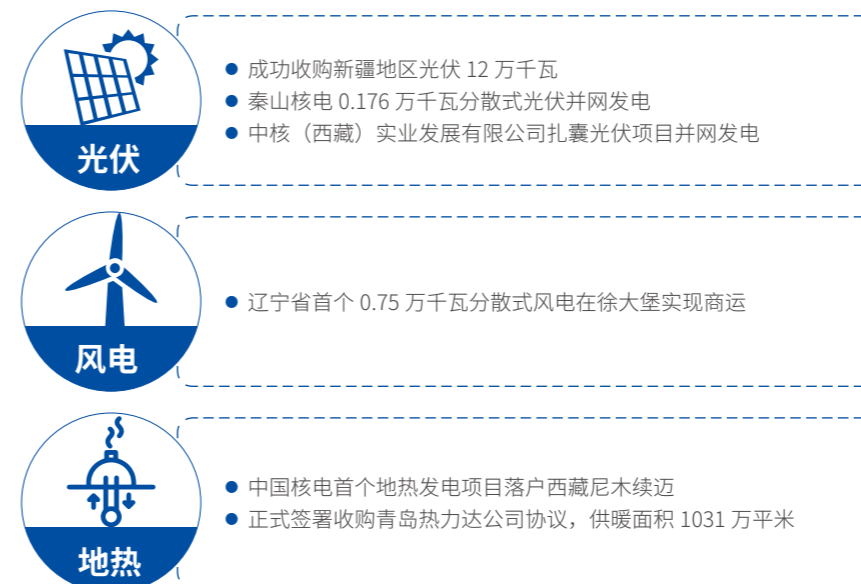 光伏
成功收购新疆地区光伏 12 万千瓦
秦山核电 0.176 万千瓦分散式光伏并网发电
中核（西藏）实业发展有限公司扎囊光伏项目并网发电
风电
辽宁省首个 0.75 万千瓦分散式风电在徐大堡实现商运
地热
中国核电首个地热发电项目落户西藏尼木续迈
正式签署收购青岛热力达公司协议，供暖面积 1031 万平米